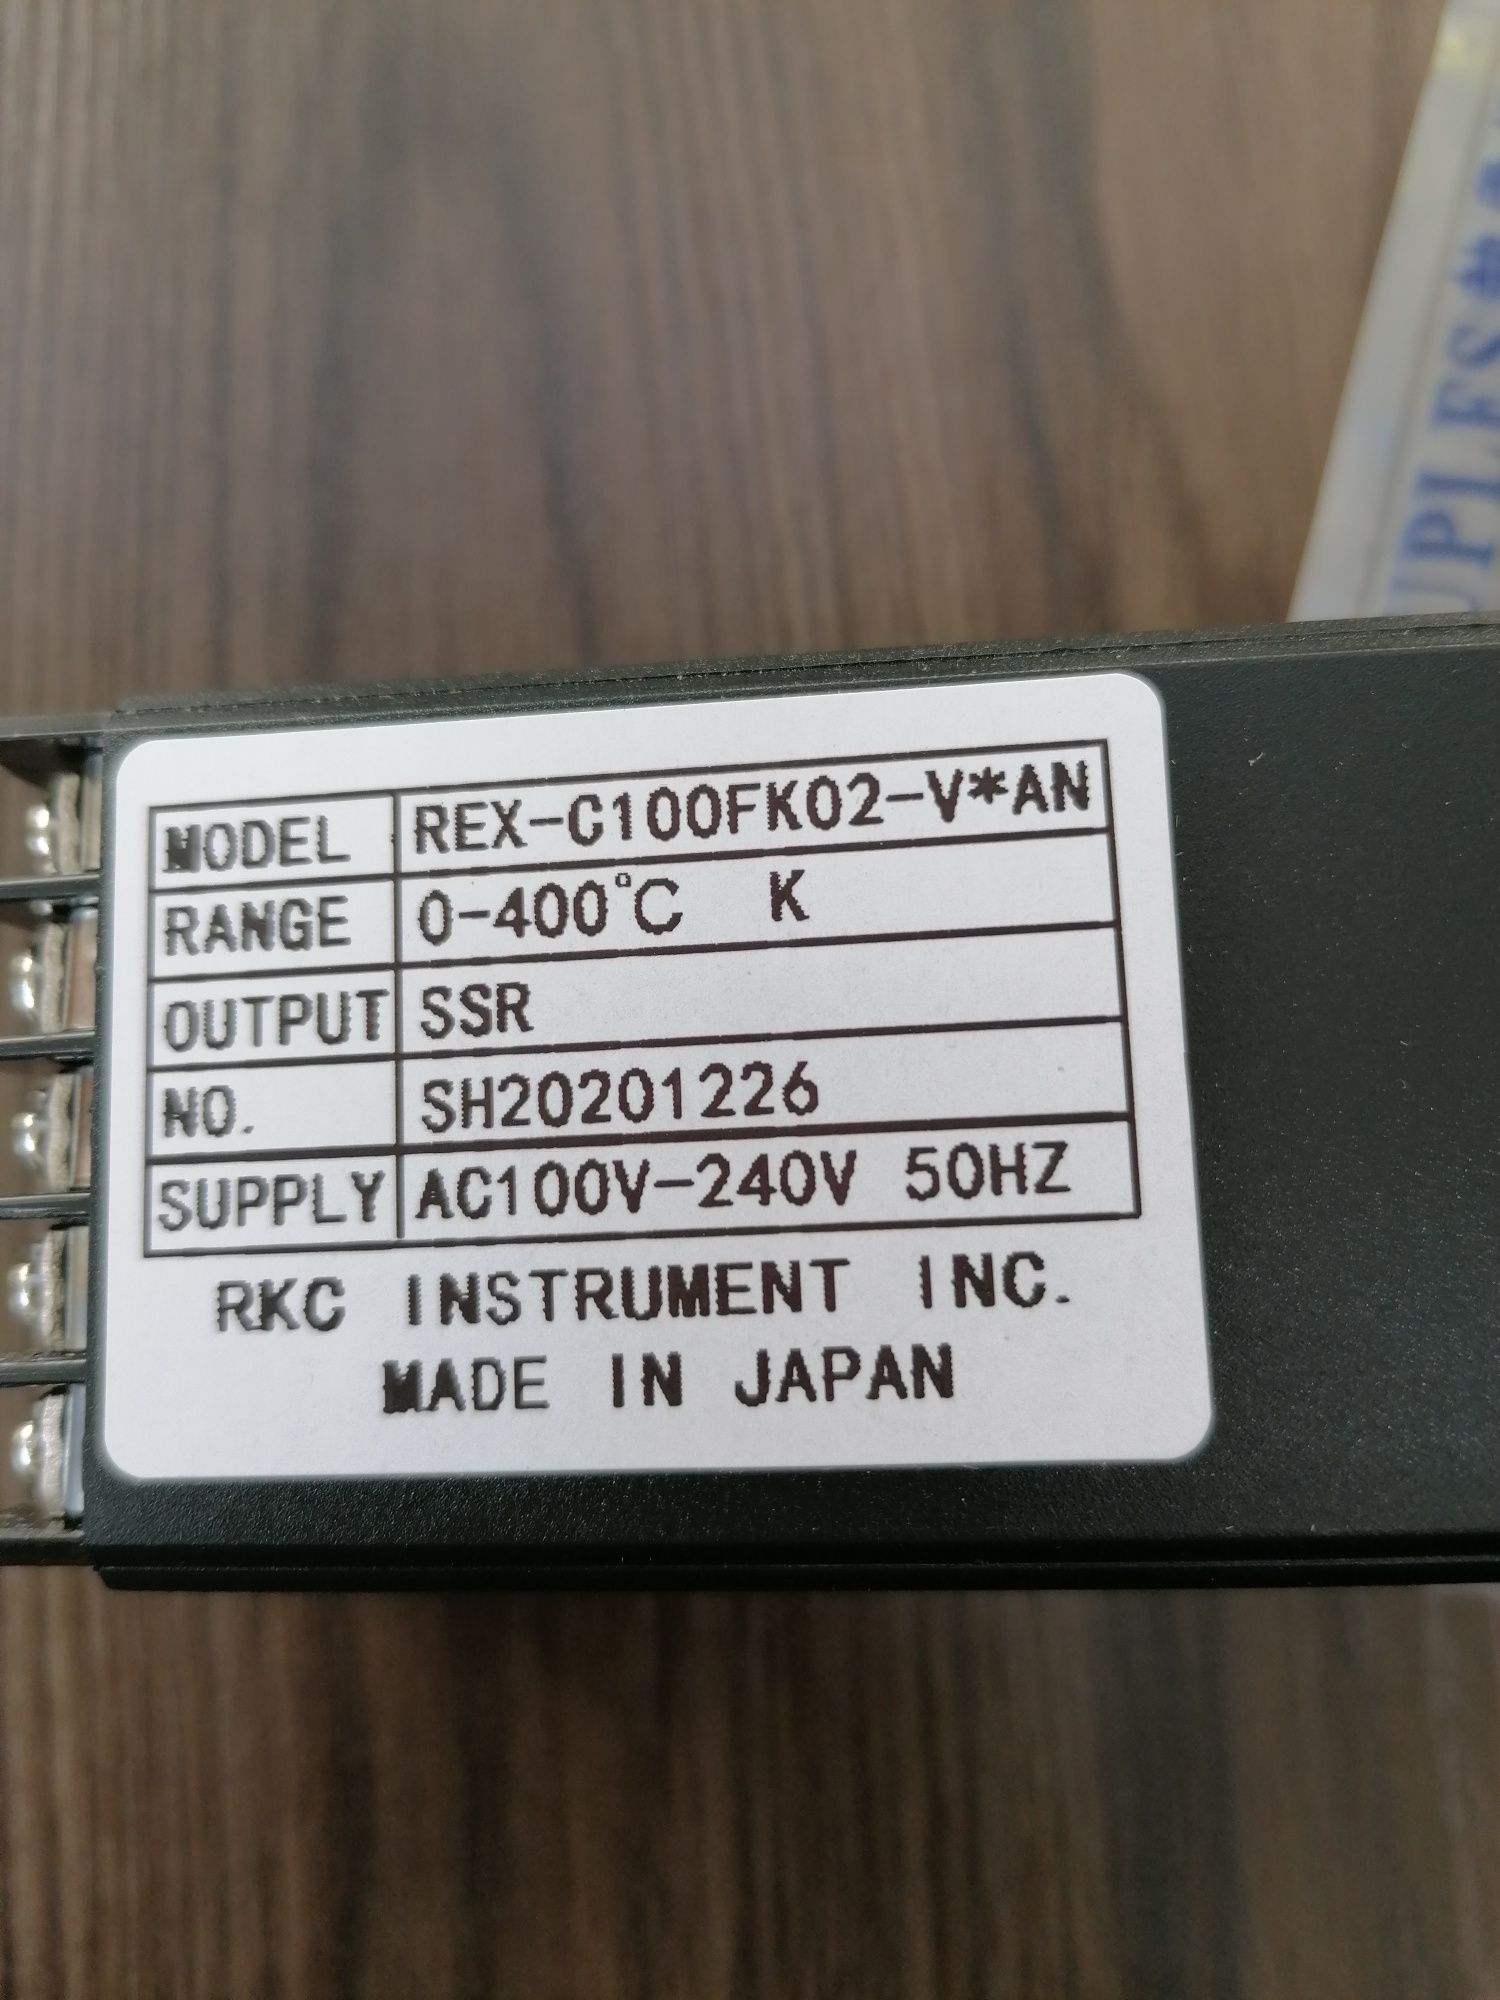 MODEL REX-C100FK02-V*AN
RANGE 0-400°C K
OUTPUT SSR
NO. SH20201226
SUPPLY AC100V-240V 50HZ
RKC INSTRUMENT INC.
MADE IN JAPAN